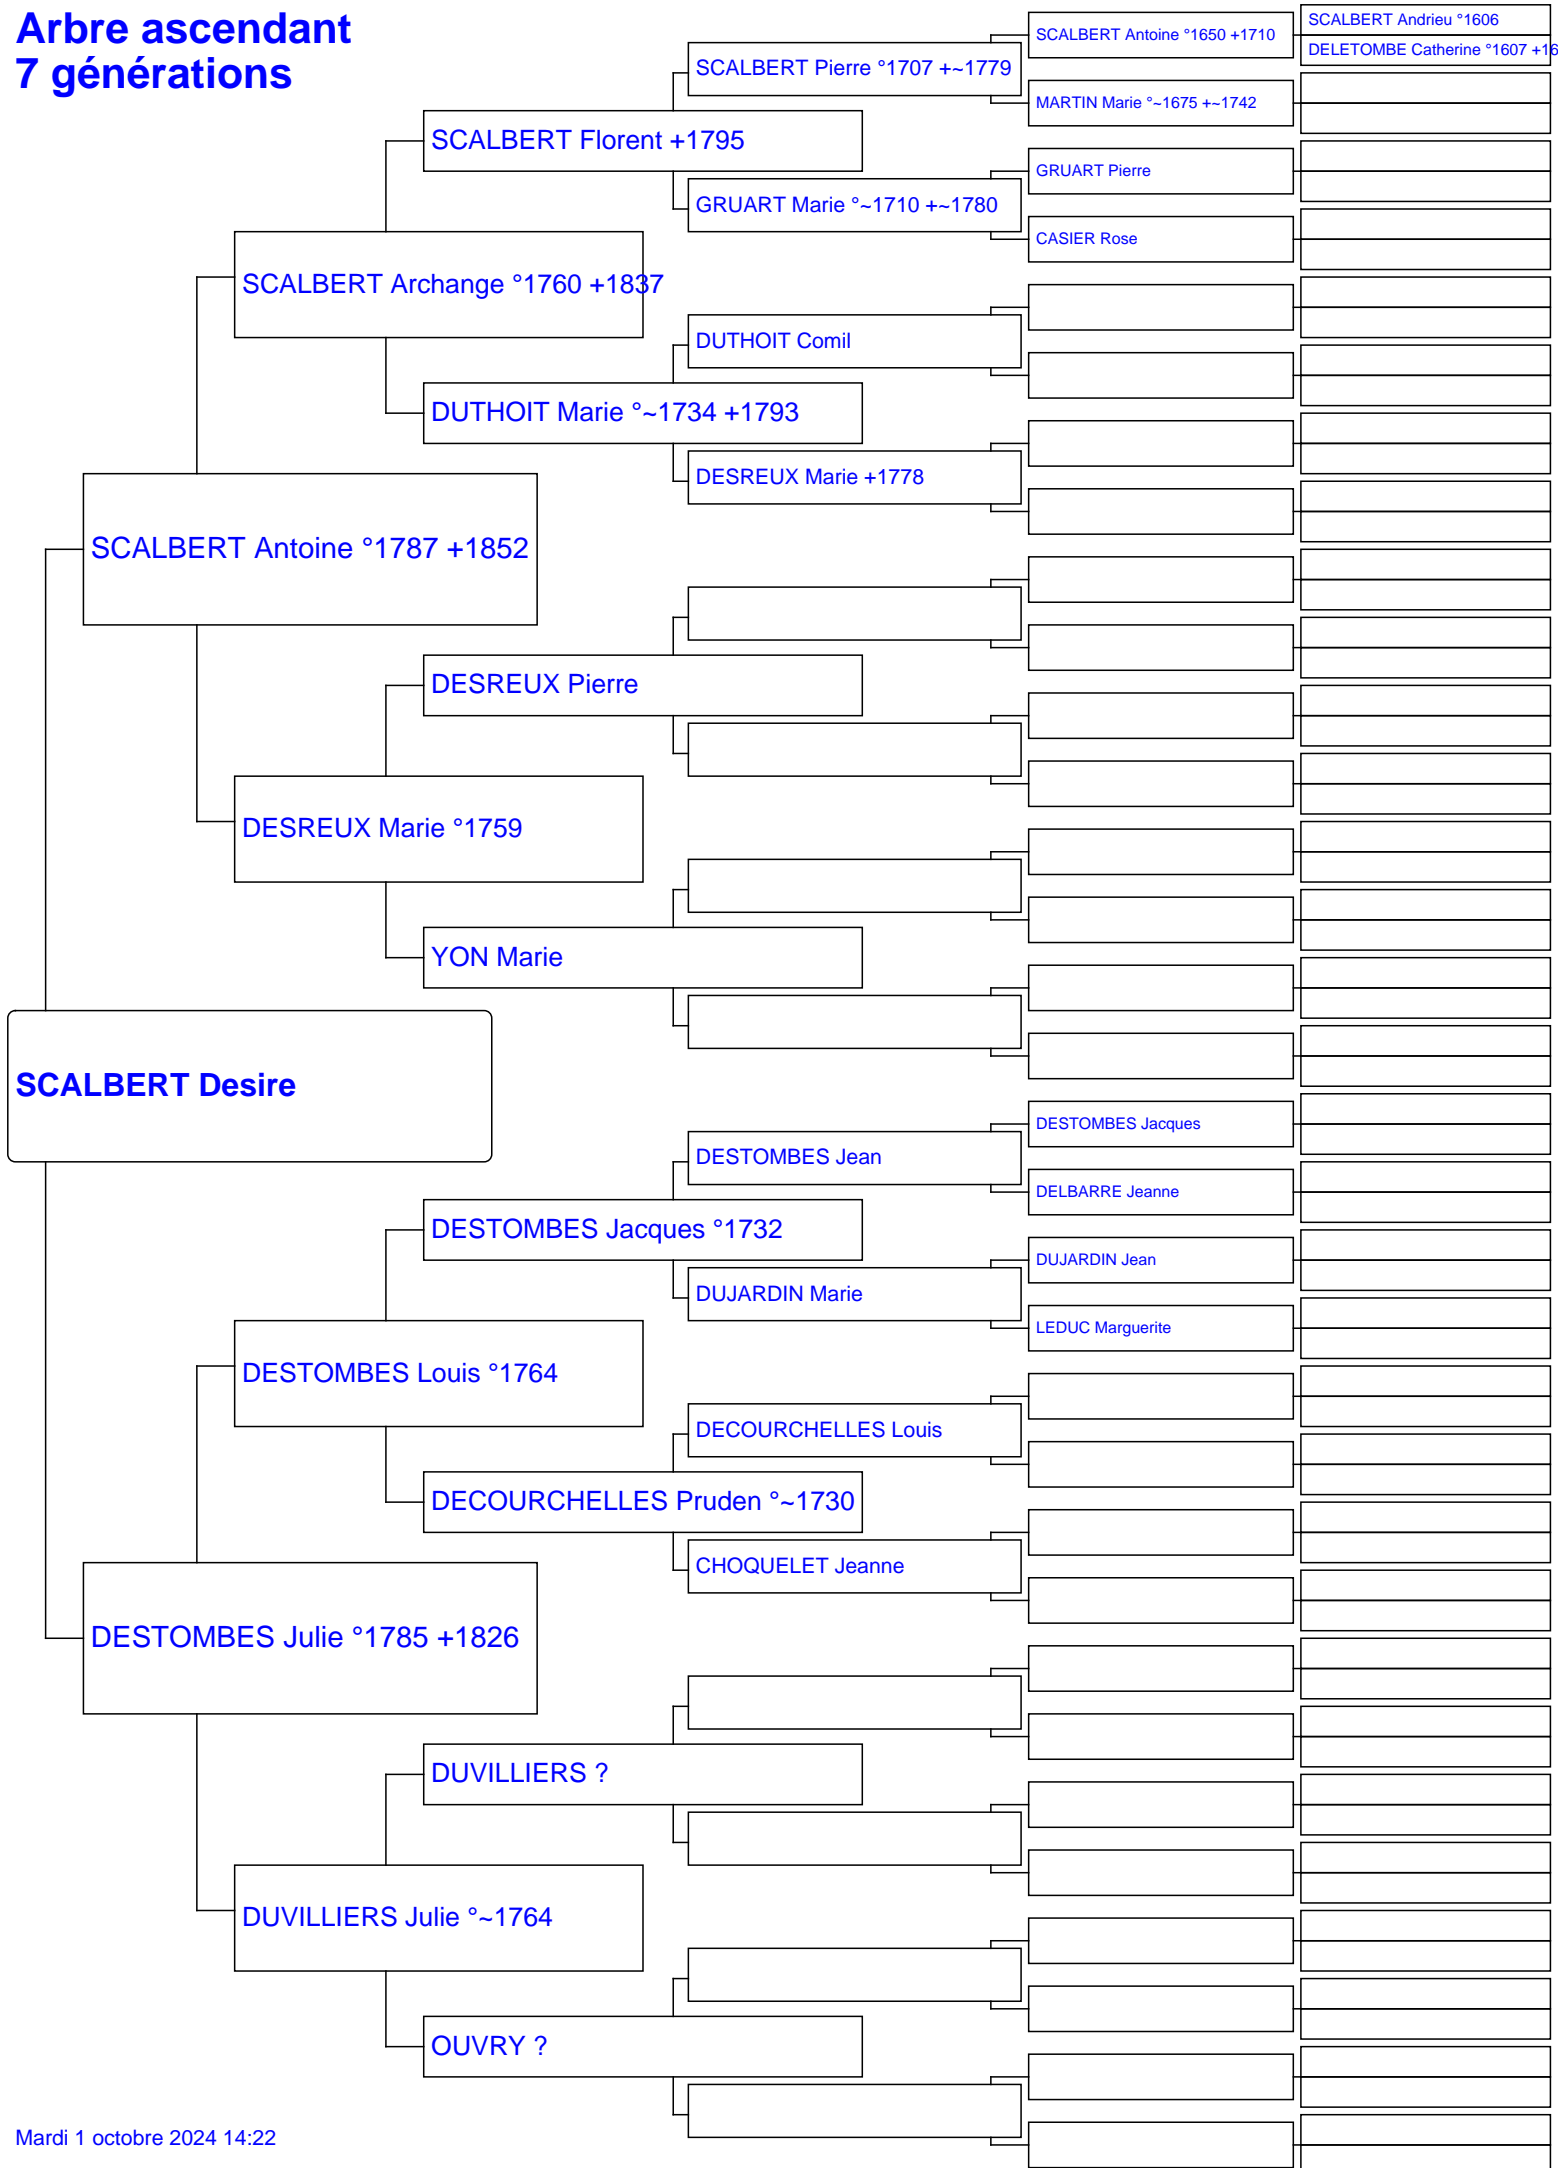 Arbre ascendant
7 générations
SCALBERT Andrieu °1606
SCALBERT Antoine °1650 +1710
DELETOMBE Catherine °1607 +16
SCALBERT Pierre °1707 +~1779
MARTIN Marie °~1675 +~1742
SCALBERT Florent +1795
GRUART Pierre
GRUART Marie °~1710 +~1780
CASIER Rose
SCALBERT Archange °1760 +1837
DUTHOIT Comil
DUTHOIT Marie °~1734 +1793
DESREUX Marie +1778
SCALBERT Antoine °1787 +1852
DESREUX Pierre
DESREUX Marie °1759
YON Marie
SCALBERT Desire
DESTOMBES Jacques
DESTOMBES Jean
DELBARRE Jeanne
DESTOMBES Jacques °1732
DUJARDIN Jean
DUJARDIN Marie
LEDUC Marguerite
DESTOMBES Louis °1764
DECOURCHELLES Louis
DECOURCHELLES Pruden °~1730
CHOQUELET Jeanne
DESTOMBES Julie °1785 +1826
DUVILLIERS ?
DUVILLIERS Julie °~1764
OUVRY ?
Mardi 1 octobre 2024 14:22